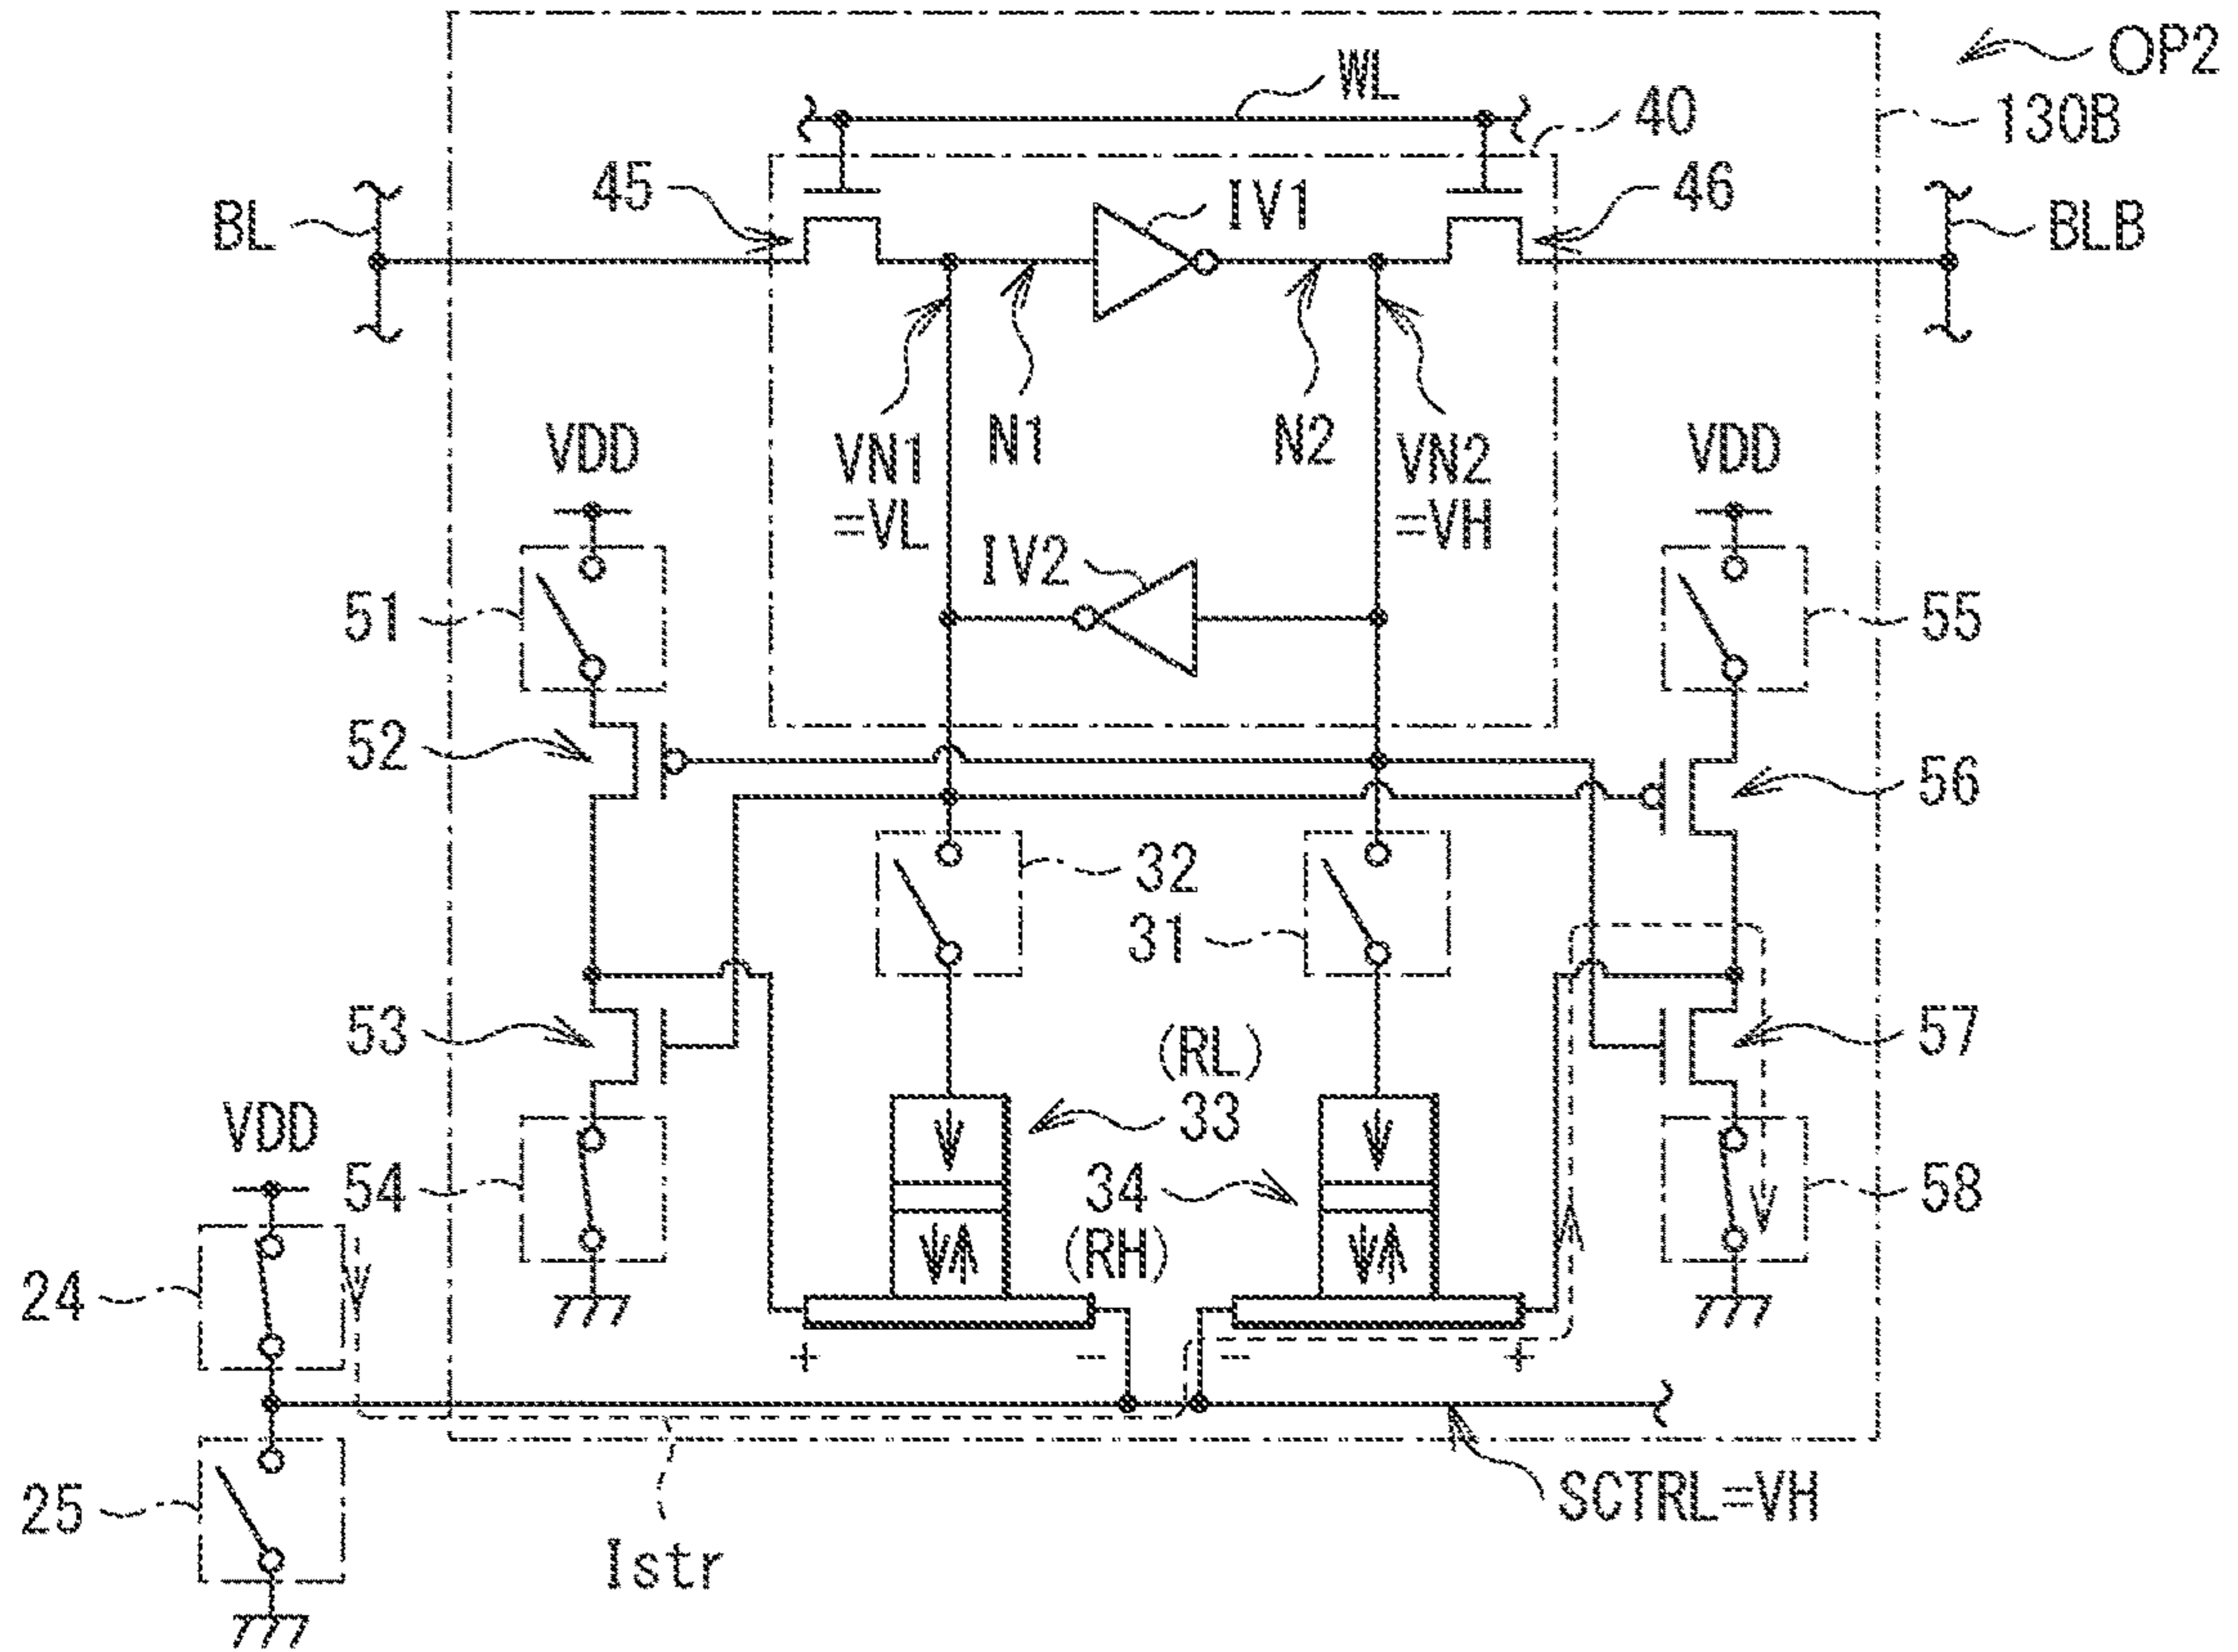 OP2
WL
40
130B
45
IV1
46
BL
BLB
N1
N2
VDD
VN1
=VL
VN2
=VH
VDD
IV2
51
55
52
56
32
31
53
(RL)
33
57
VDD
34
(RH)
54
58
24
+
-
-
+
25
SCTRL=VH
Istr